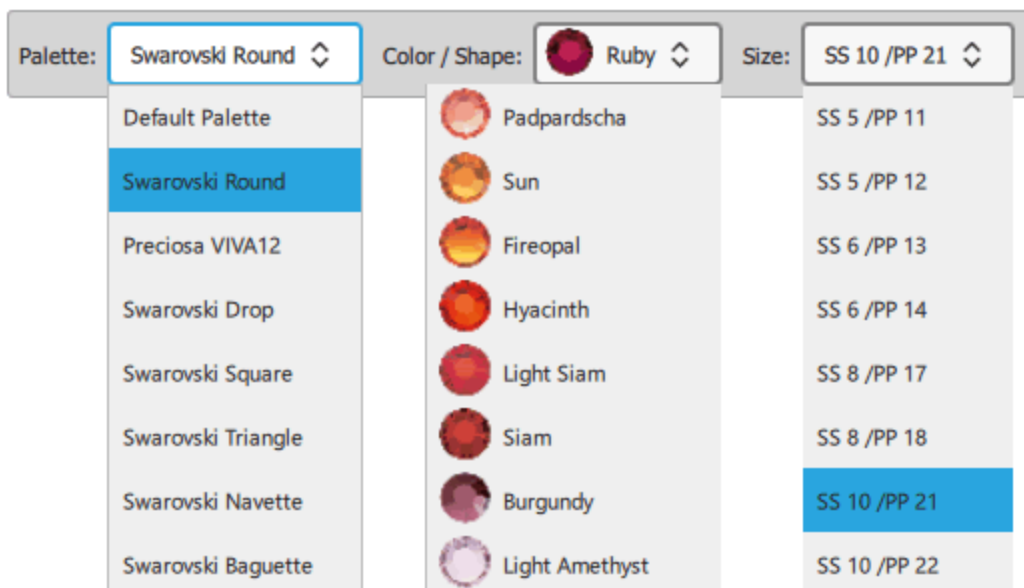 Palette: Swarovski Round Color / Shape: Ruby Size: SS 10 /PP 21
Default Palette Padpardscha SS 5 /PP 11
Swarovski Round Sun SS 5 /PP 12
Preciosa VIVA12 Fireopal SS 6 /PP 13
Swarovski Drop Hyacinth SS 6 /PP 14
Swarovski Square Light Siam SS 8 /PP 17
Swarovski Triangle Siam SS 8 /PP 18
Swarovski Navette Burgundy SS 10 /PP 21
Swarovski Baguette Light Amethyst SS 10 /PP 22